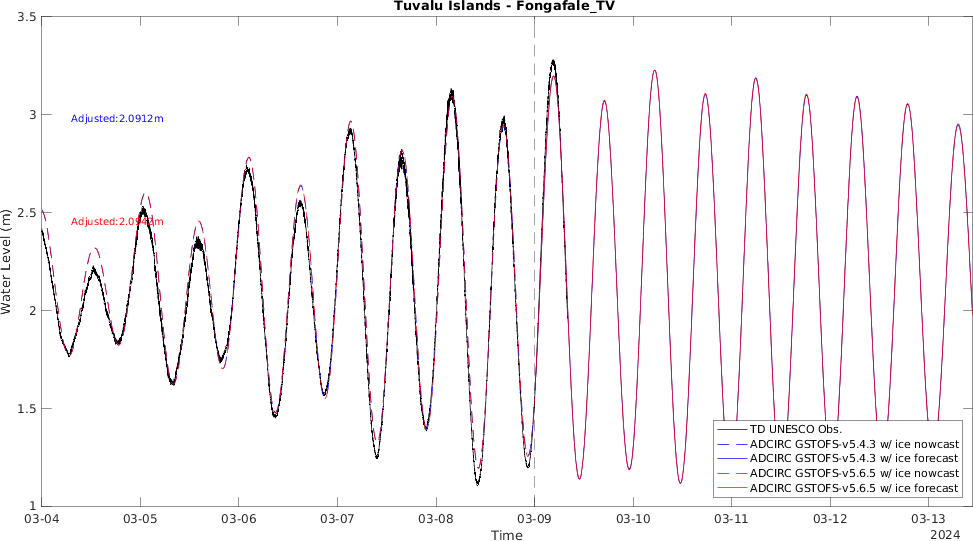 Tuvalu Islands - Fongafale_TV
3.5
3
2.5
2
1.5
1
Water Level (m)
Adjusted:2.0912m
Adjusted:2.0942m
TD UNESCO Obs.
ADCIRC GSTOFS-v5.4.3 w/ ice nowcast
ADCIRC GSTOFS-v5.4.3 w/ ice forecast
ADCIRC GSTOFS-v5.6.5 w/ ice nowcast
ADCIRC GSTOFS-v5.6.5 w/ ice forecast
03-04 03-05 03-06 03-07 03-08 03-09 03-10 03-11 03-12 03-13
Time
2024